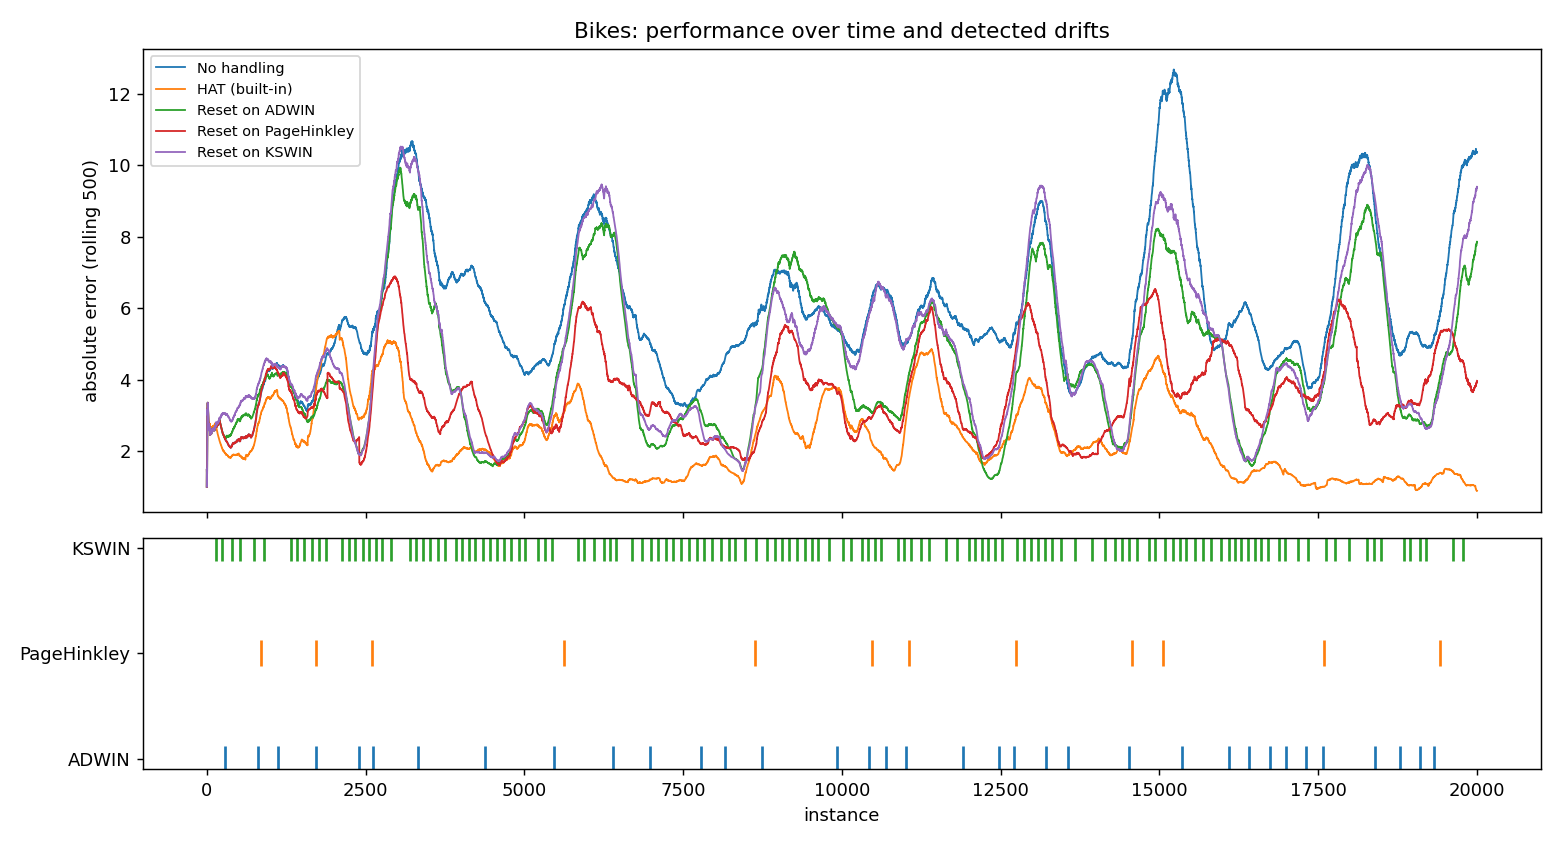 Bikes: performance over time and detected drifts
No handling
HAT (built-in)
Reset on ADWIN
Reset on PageHinkley
Reset on KSWIN
absolute error (rolling 500)
12
10
8
6
4
2
KSWIN
PageHinkley
ADWIN
0 2500 5000 7500 10000 12500 15000 17500 20000
instance